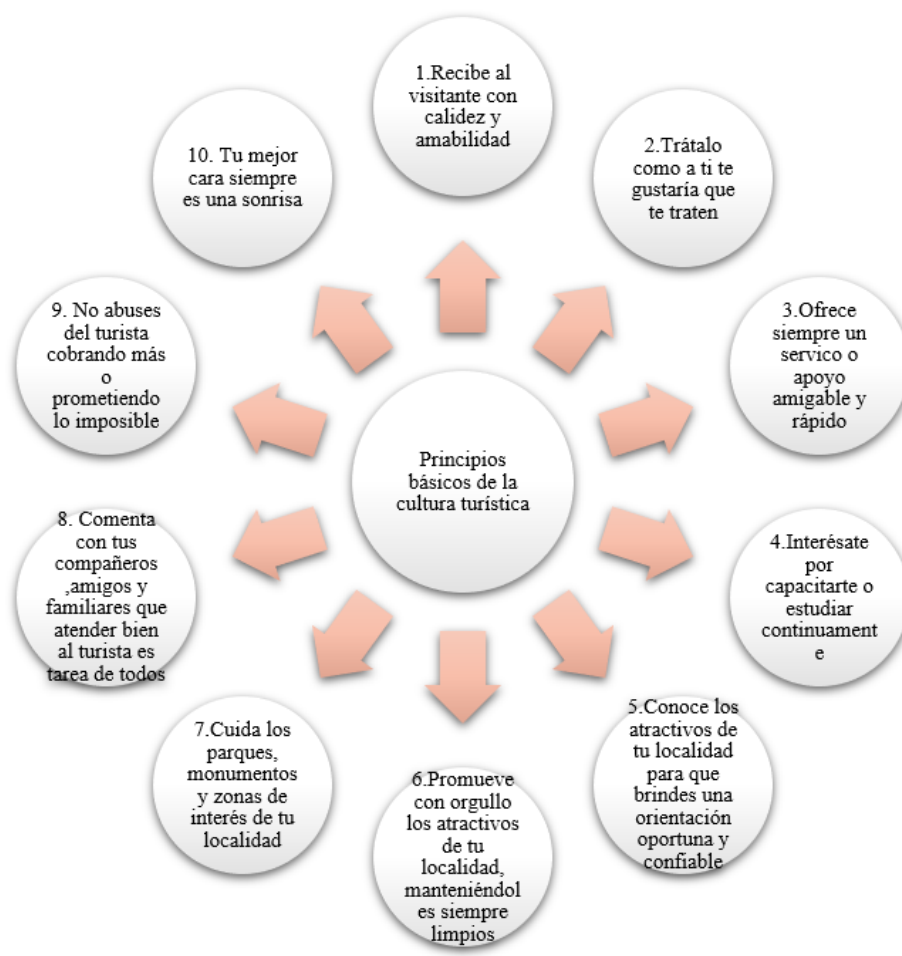 1.Recibe al
visitante con
calidez y
amabilidad
2.Trátalo
como a ti te
gustaría que
te traten
3.Ofrece
siempre un
servico o
apoyo
amigable y
rápido
4.Interésate
por
capacitarte o
estudiar
continuament
e
5.Conoce los
atractivos de
tu localidad
para que
brindes una
orientación
oportuna y
confiable
6.Promueve
con orgullo
los atractivos
de tu
localidad,
manteniéndol
es siempre
limpios
7.Cuida los
parques,
monumentos
y zonas de
interés de tu
localidad
8. Comenta
con tus
compañeros
,amigos y
familiares que
atender bien
al turista es
tarea de todos
9. No abuses
del turista
cobrando más
o
prometiendo
lo imposible
10. Tu mejor
cara siempre
es una sonrisa
Principios
básicos de la
cultura turística